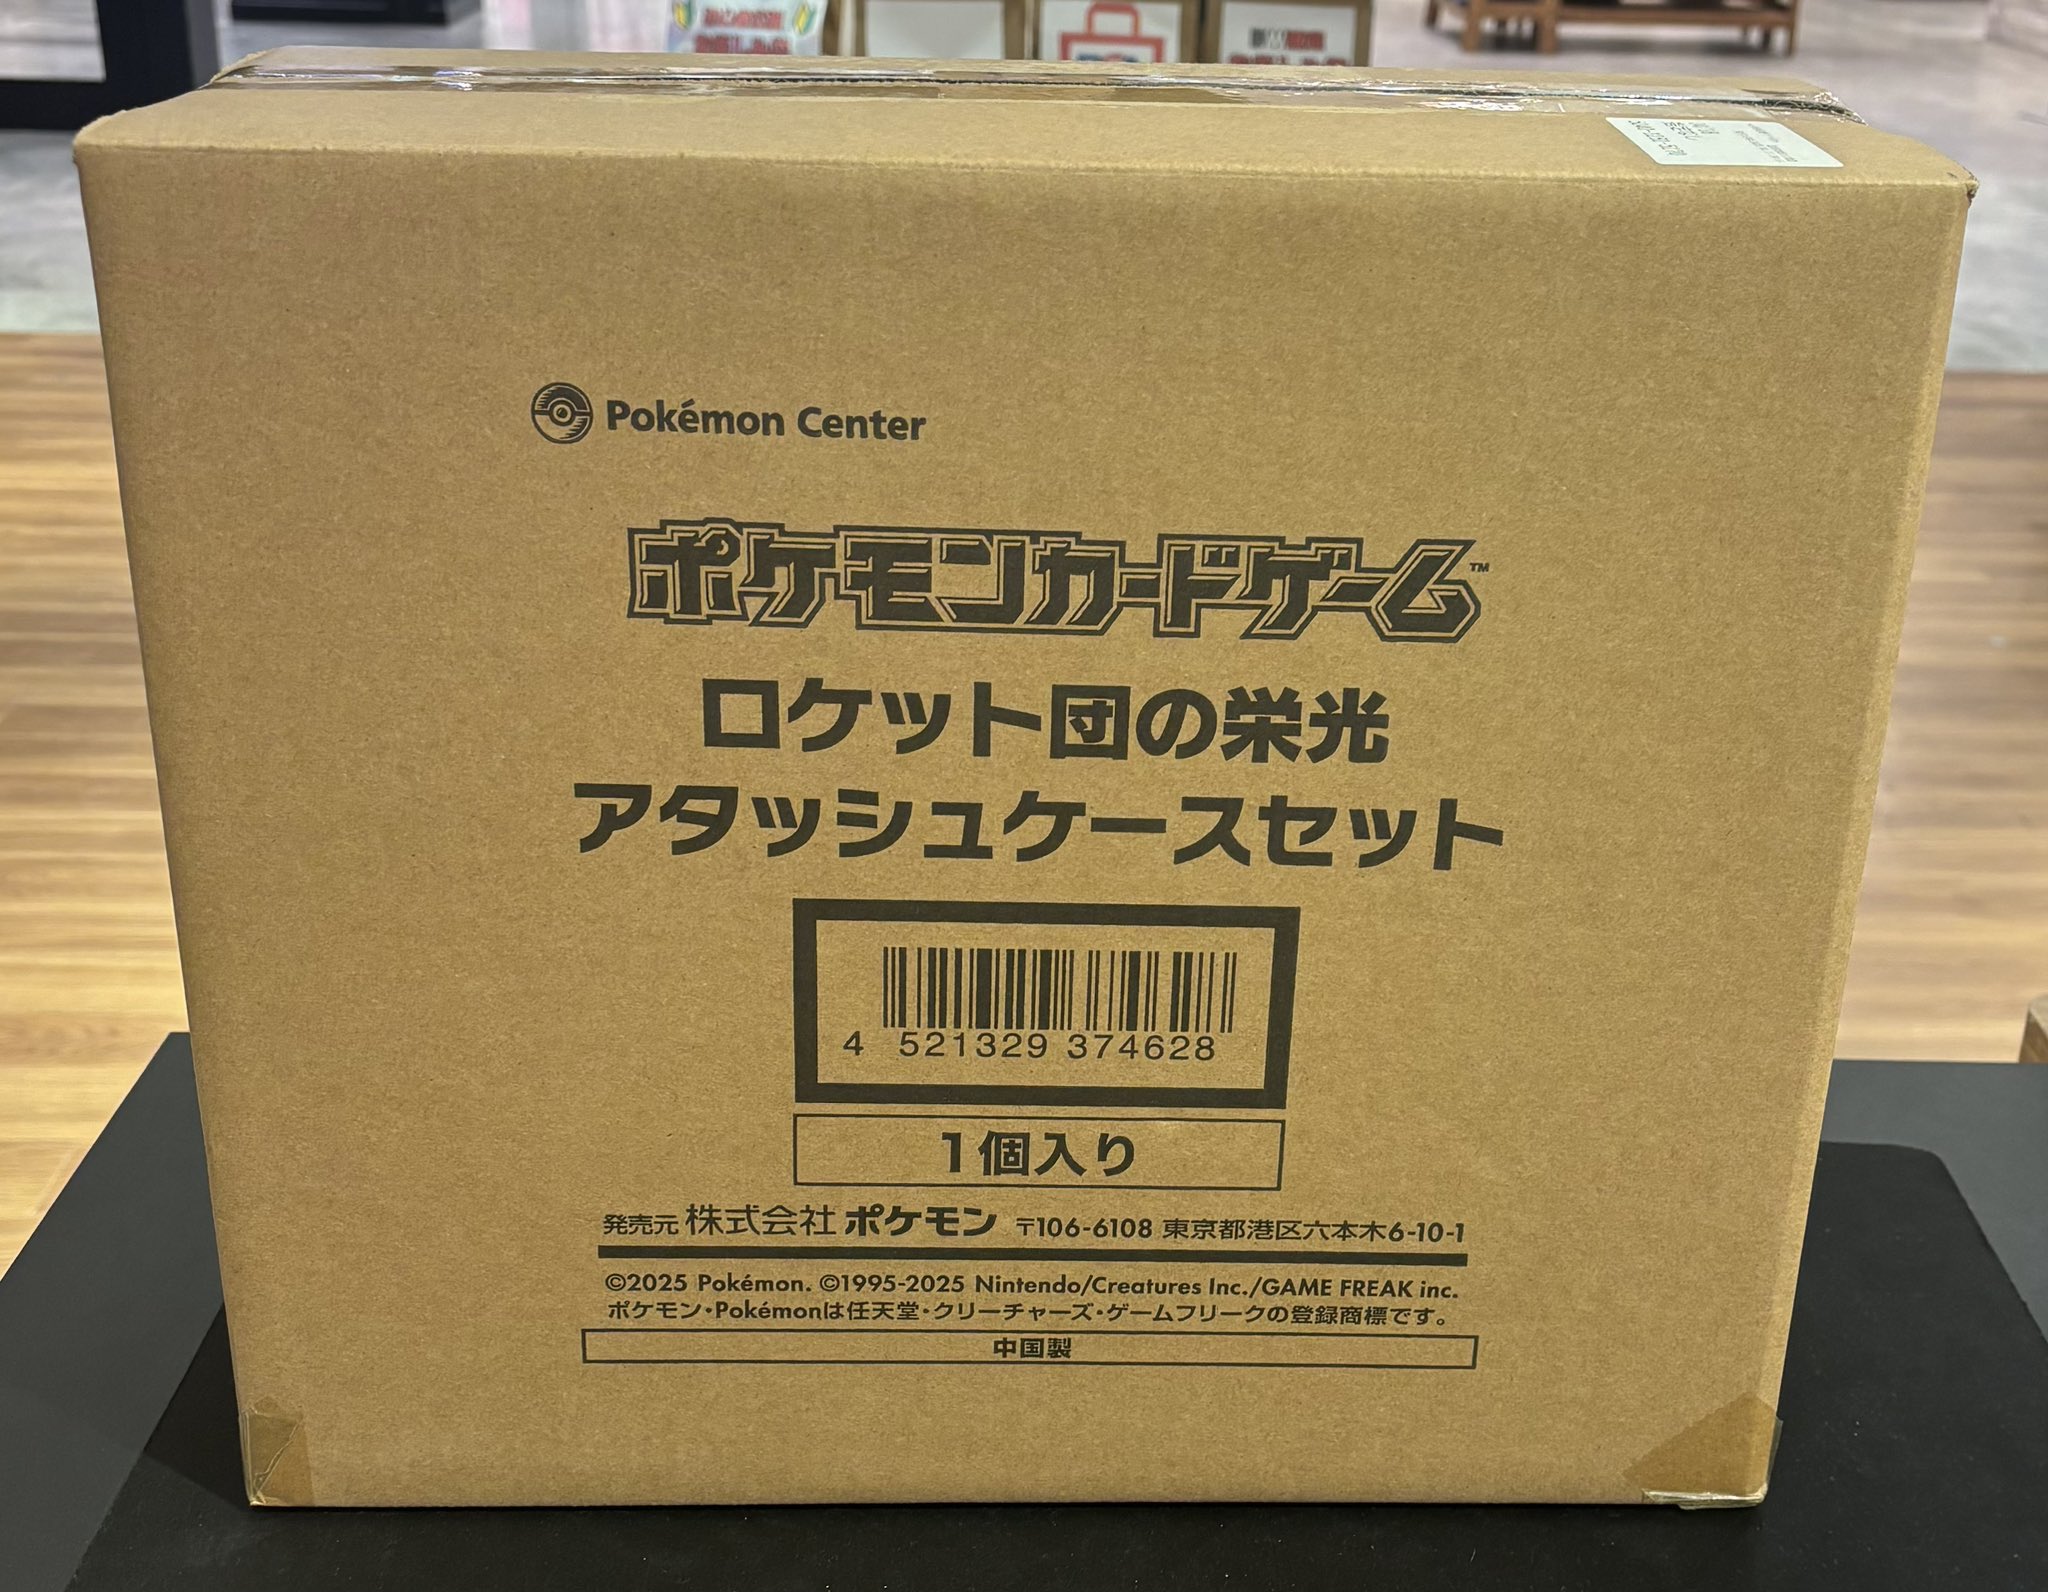 Pokémon Center
ポケモンカードゲーム™
ロケット団の栄光
アタッシュケースセット
4 521329 374628
1個入り
発売元 株式会社 ポケモン 〒106-6108 東京都港区六本木6-10-1
©2025 Pokémon. ©1995-2025 Nintendo/Creatures Inc./GAME FREAK inc.
ポケモン・Pokémonは任天堂・クリーチャーズ・ゲームフリークの登録商標です。
中国製